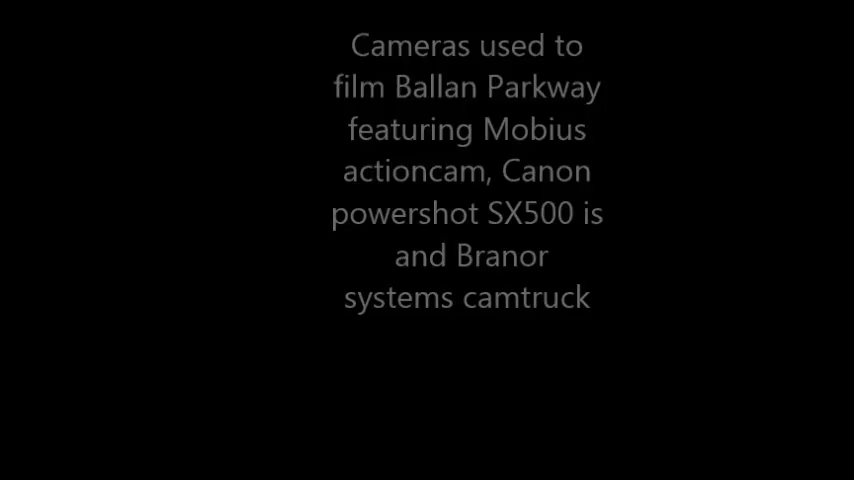 Cameras used to
film Ballan Parkway
featuring Mobius
actioncam, Canon
powershot SX500 is
and Branor
systems camtruck